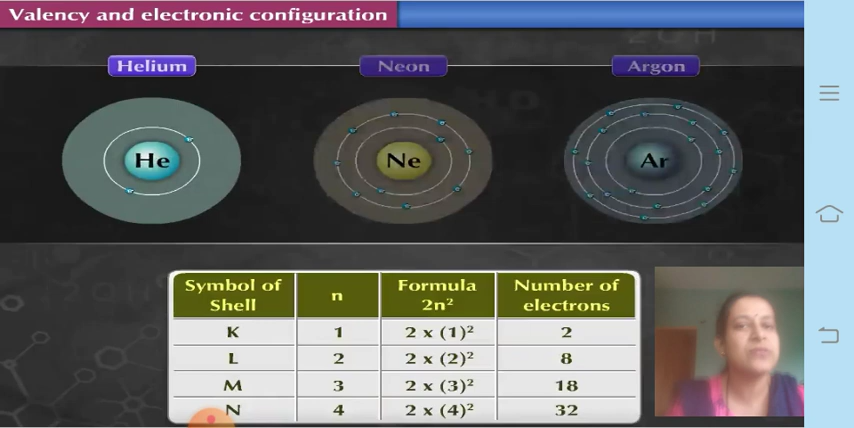 Valency and electronic configuration
Helium Neon Argon
He Ne Ar
Symbol of Shell n Formula 2n² Number of electrons
K 1 2 x (1)² 2
L 2 2 x (2)² 8
M 3 2 x (3)² 18
N 4 2 x (4)² 32